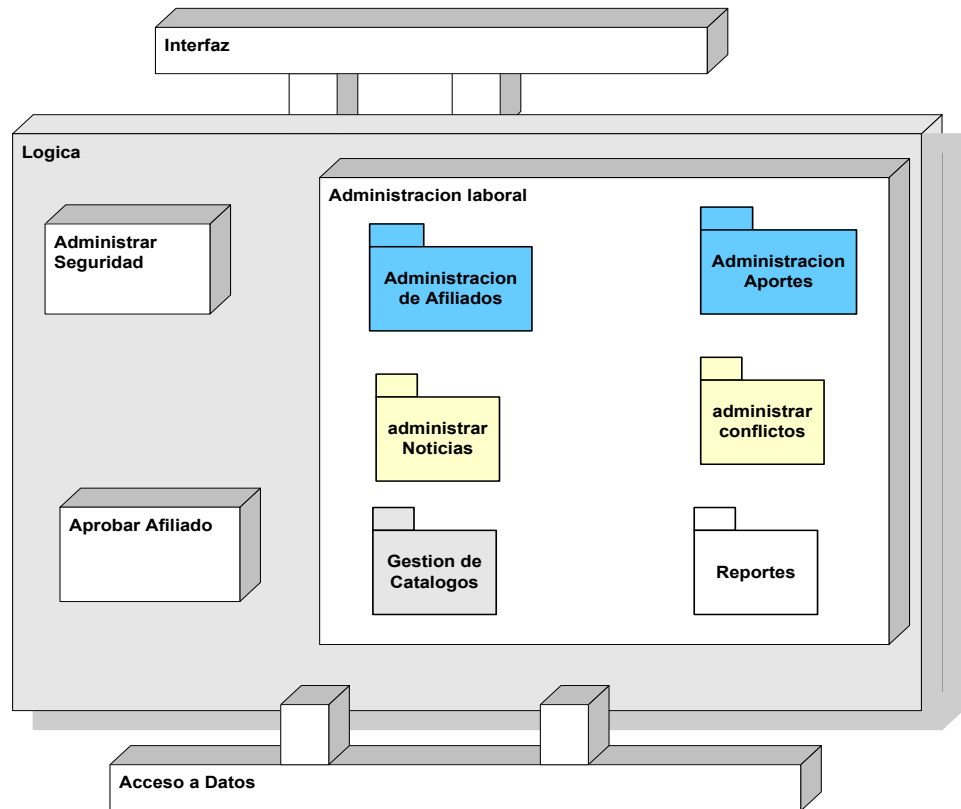 Interfaz
Logica
Administracion laboral
Administrar
Seguridad
Administracion
de Afiliados
Administracion
Aportes
administrar
Noticias
administrar
conflictos
Aprobar Afiliado
Gestion de
Catalogos
Reportes
Acceso a Datos